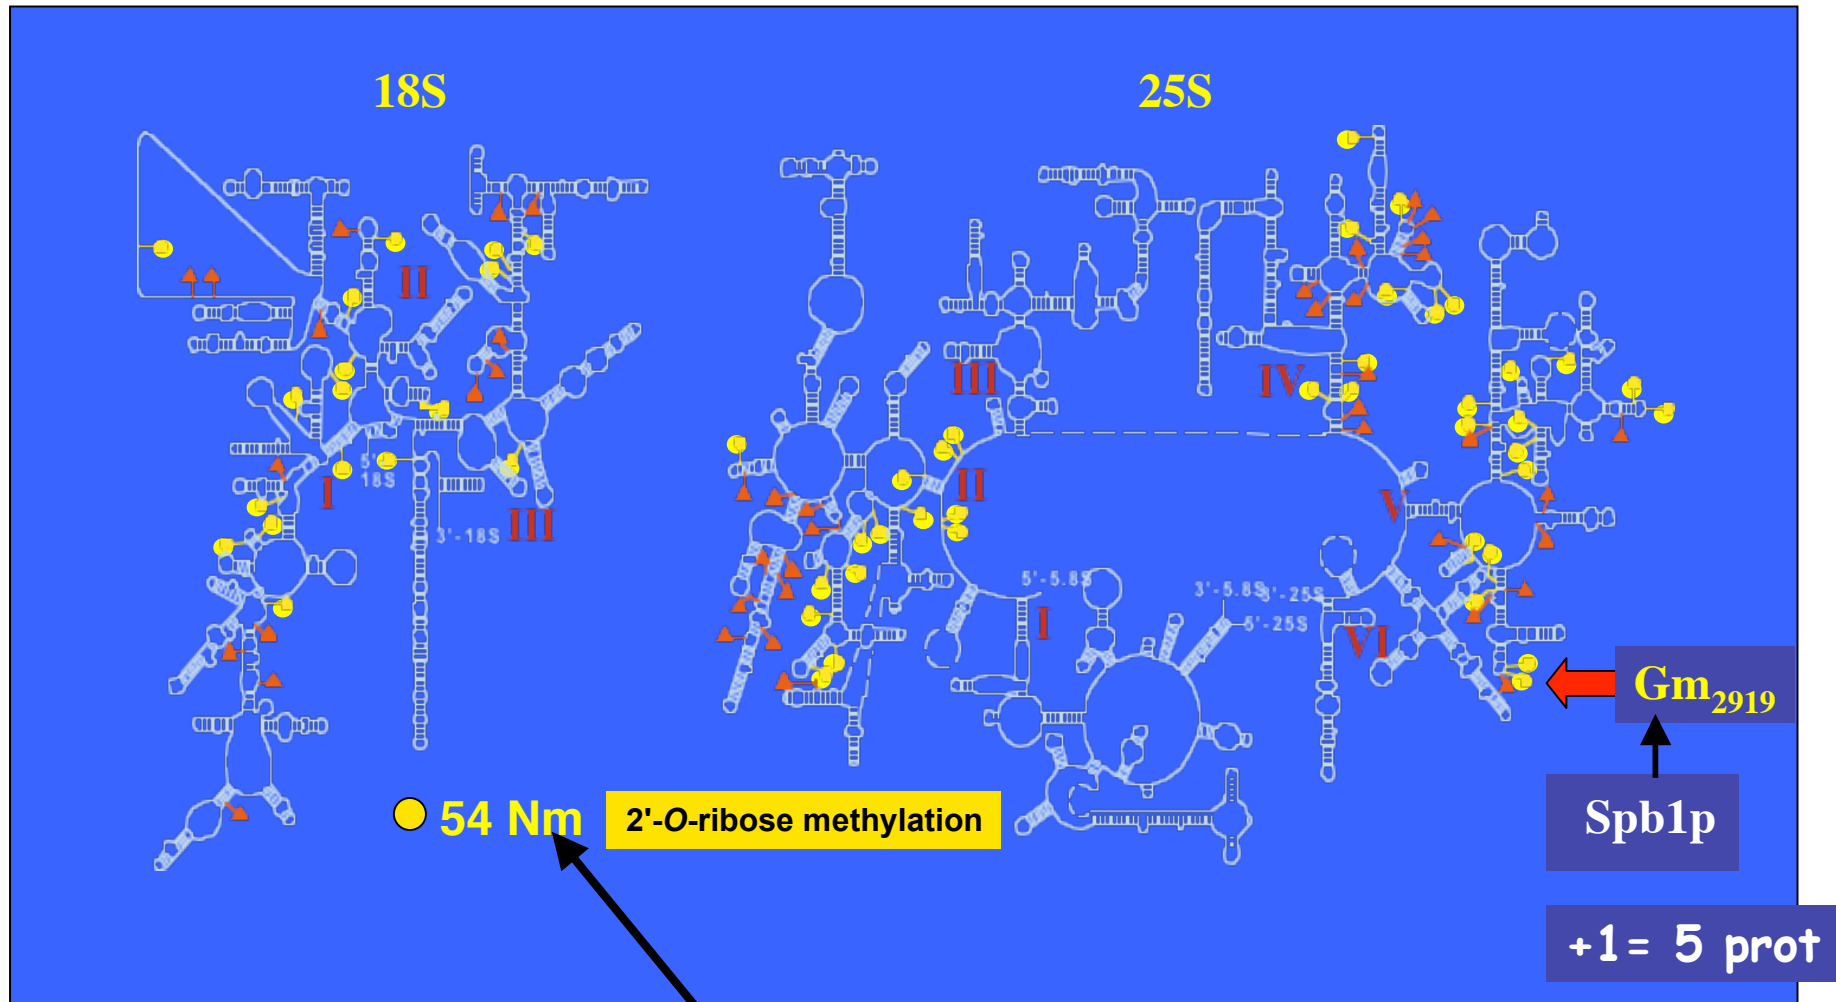 18S
25S
II
III
IV
I
5'
18S
II
V
III
3'-18S
5'-5.8S
3'-5.8S
3'-25S
I
5'-25S
VI
Gm2919
54 Nm
2'-O-ribose methylation
Spb1p
+1= 5 prot